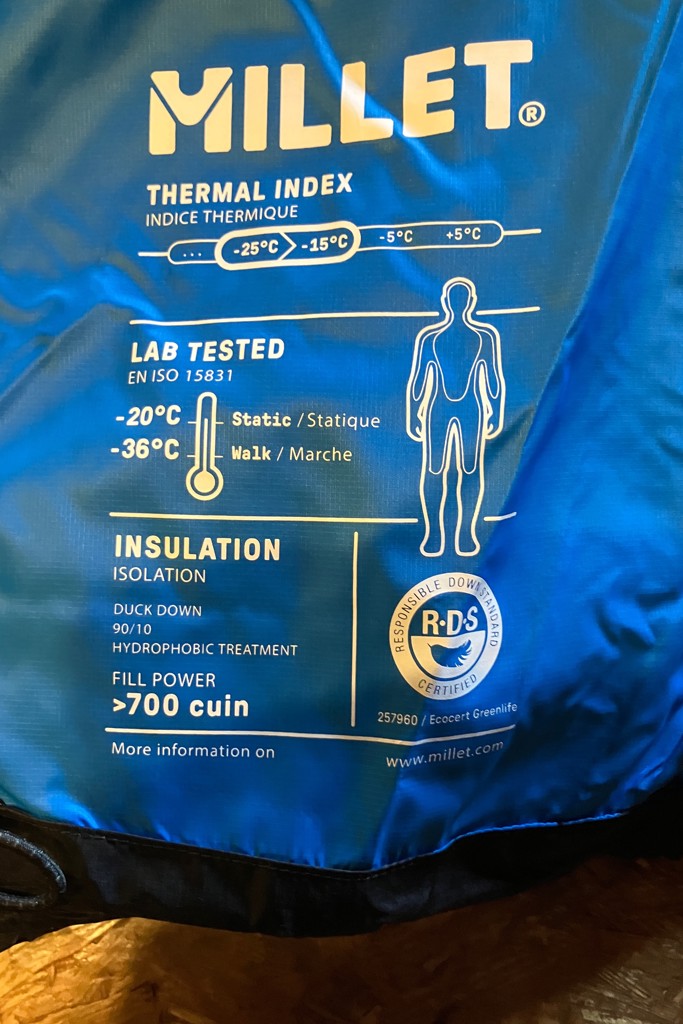 MILLET®
THERMAL INDEX
INDICE THERMIQUE
... -25°C -15°C -5°C +5°C
LAB TESTED
EN ISO 15831
-20°C Static / Statique
-36°C Walk / Marche
INSULATION
ISOLATION
DUCK DOWN
90/10
HYDROPHOBIC TREATMENT
FILL POWER
>700 cuin
RESPONSIBLE DOWN STANDARD
R·D·S
CERTIFIED
257960 / Ecocert Greenlife
More information on www.millet.com